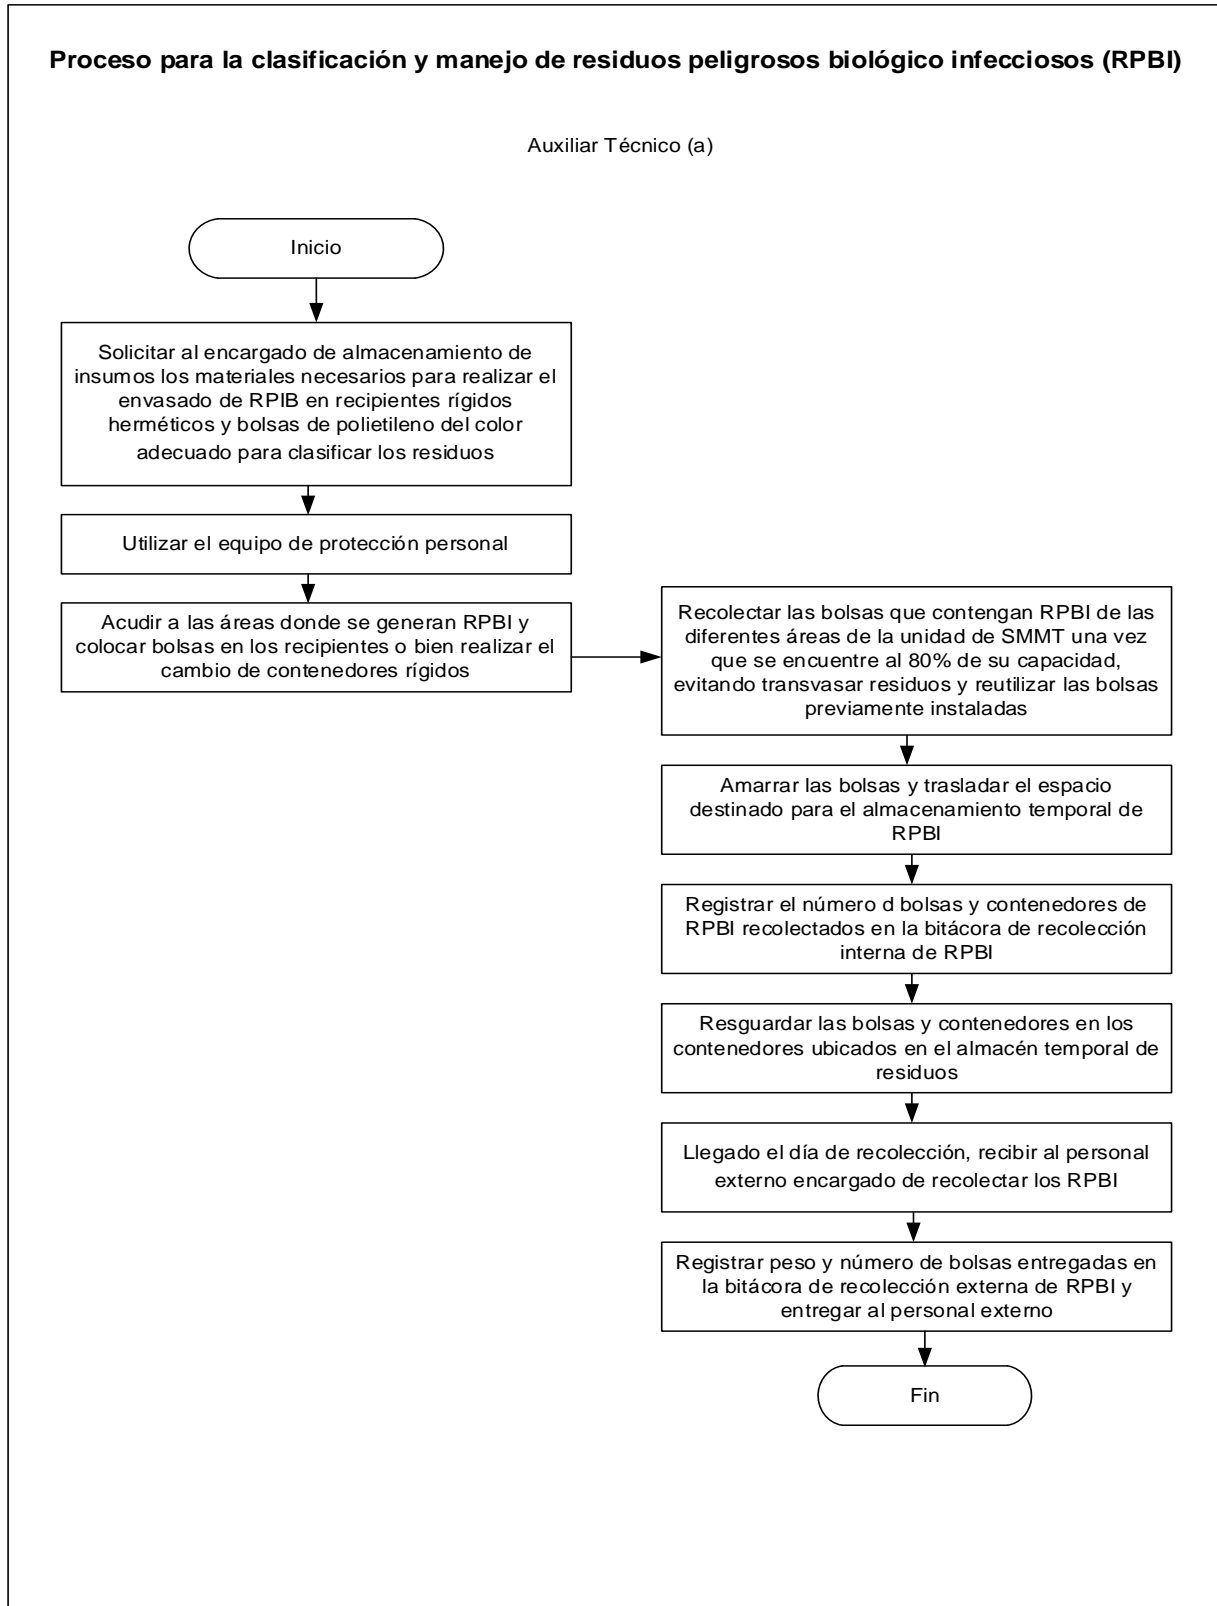 Proceso para la clasificación y manejo de residuos peligrosos biológico infecciosos (RPBI)
Auxiliar Técnico (a)
Inicio
Solicitar al encargado de almacenamiento de
insumos los materiales necesarios para realizar el
envasado de RPIB en recipientes rígidos
herméticos y bolsas de polietileno del color
adecuado para clasificar los residuos
Utilizar el equipo de protección personal
Acudir a las áreas donde se generan RPBI y
colocar bolsas en los recipientes o bien realizar el
cambio de contenedores rígidos
Recolectar las bolsas que contengan RPBI de las
diferentes áreas de la unidad de SMMT una vez
que se encuentre al 80% de su capacidad,
evitando transvasar residuos y reutilizar las bolsas
previamente instaladas
Amarrar las bolsas y trasladar el espacio
destinado para el almacenamiento temporal de
RPBI
Registrar el número d bolsas y contenedores de
RPBI recolectados en la bitácora de recolección
interna de RPBI
Resguardar las bolsas y contenedores en los
contenedores ubicados en el almacén temporal de
residuos
Llegado el día de recolección, recibir al personal
externo encargado de recolectar los RPBI
Registrar peso y número de bolsas entregadas en
la bitácora de recolección externa de RPBI y
entregar al personal externo
Fin